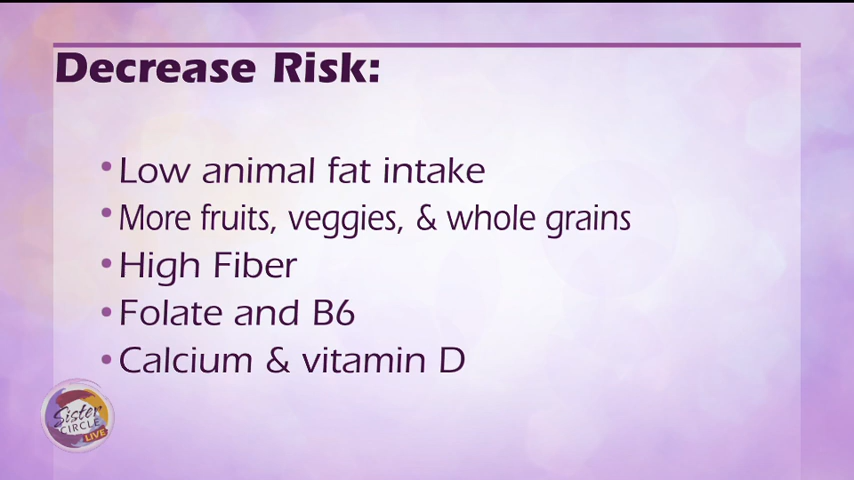 Decrease Risk:
•Low animal fat intake
•More fruits, veggies, & whole grains
•High Fiber
•Folate and B6
•Calcium & vitamin D
Sister
CIRCLE
LIVE